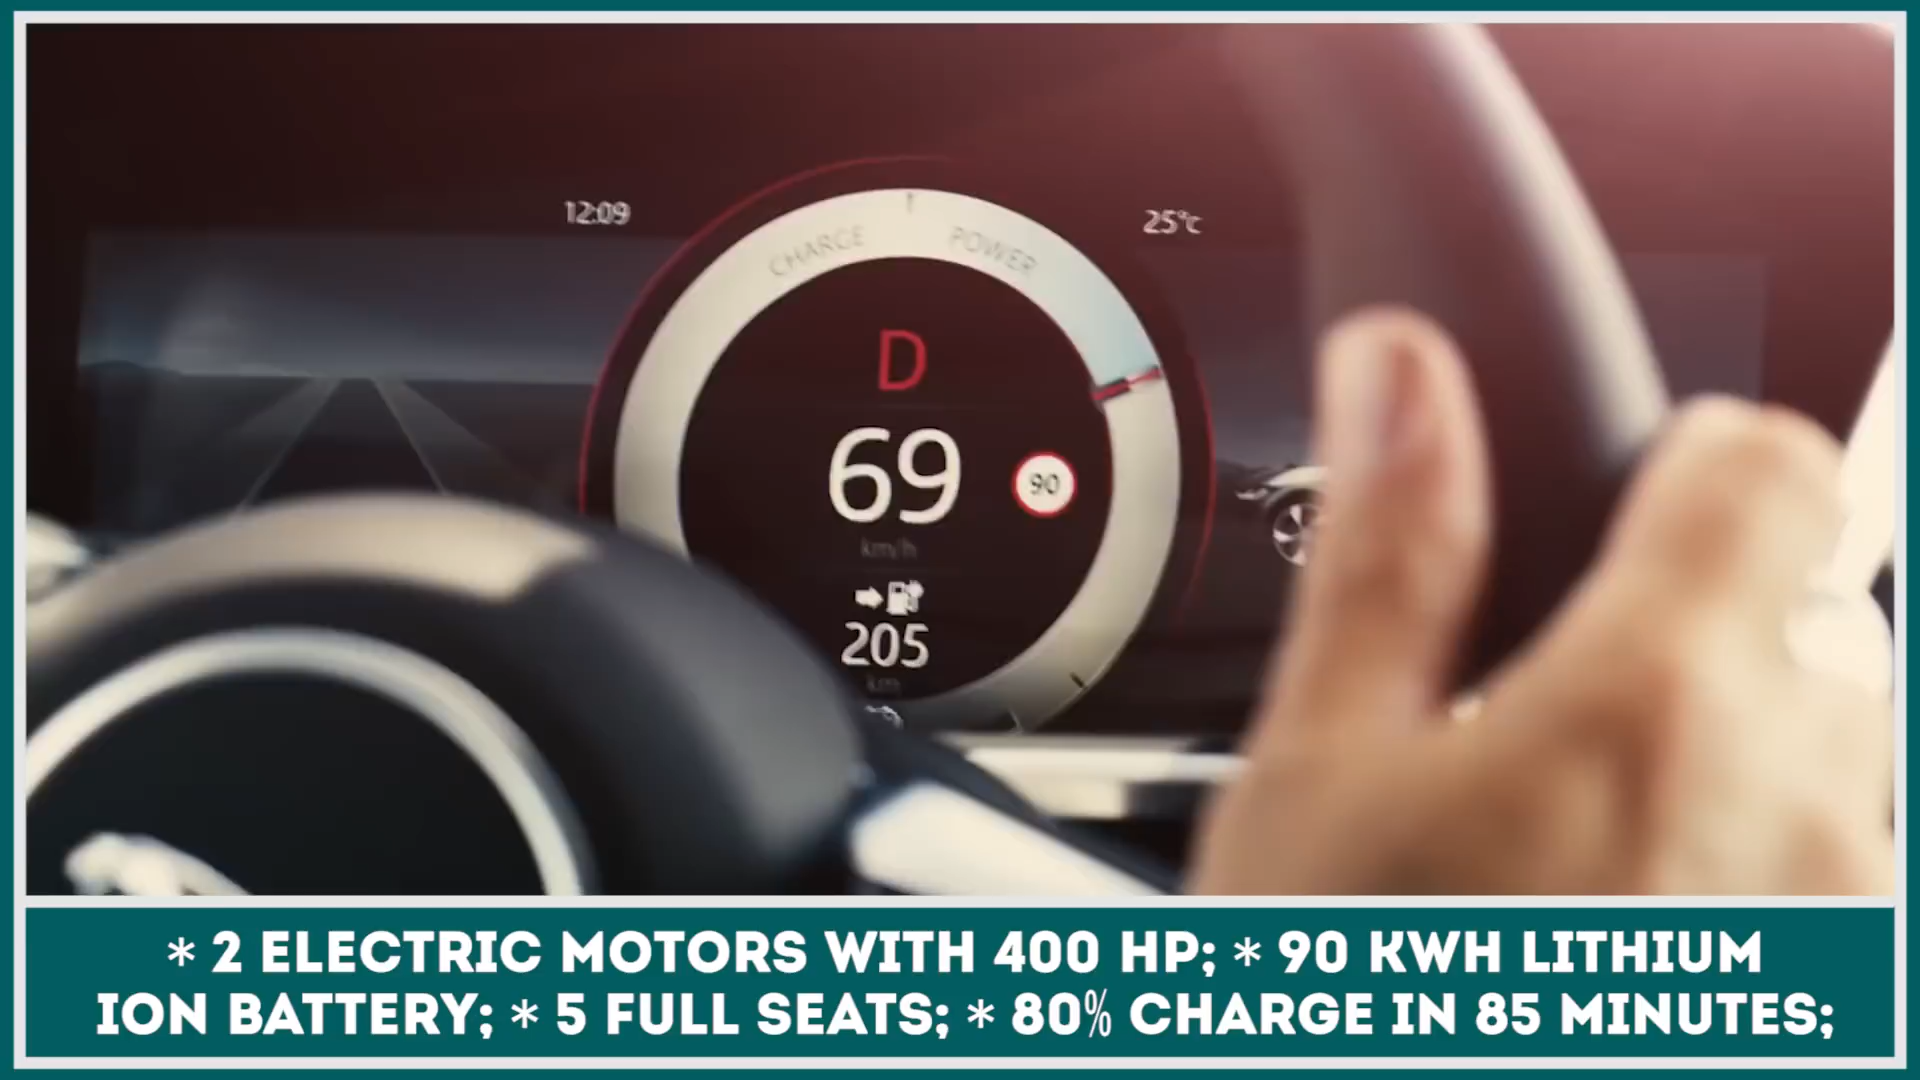 12:09
25°c
CHARGE POWER
D
69
90
km/h
205
km
* 2 ELECTRIC MOTORS WITH 400 HP; * 90 KWH LITHIUM
ION BATTERY; * 5 FULL SEATS; * 80% CHARGE IN 85 MINUTES;